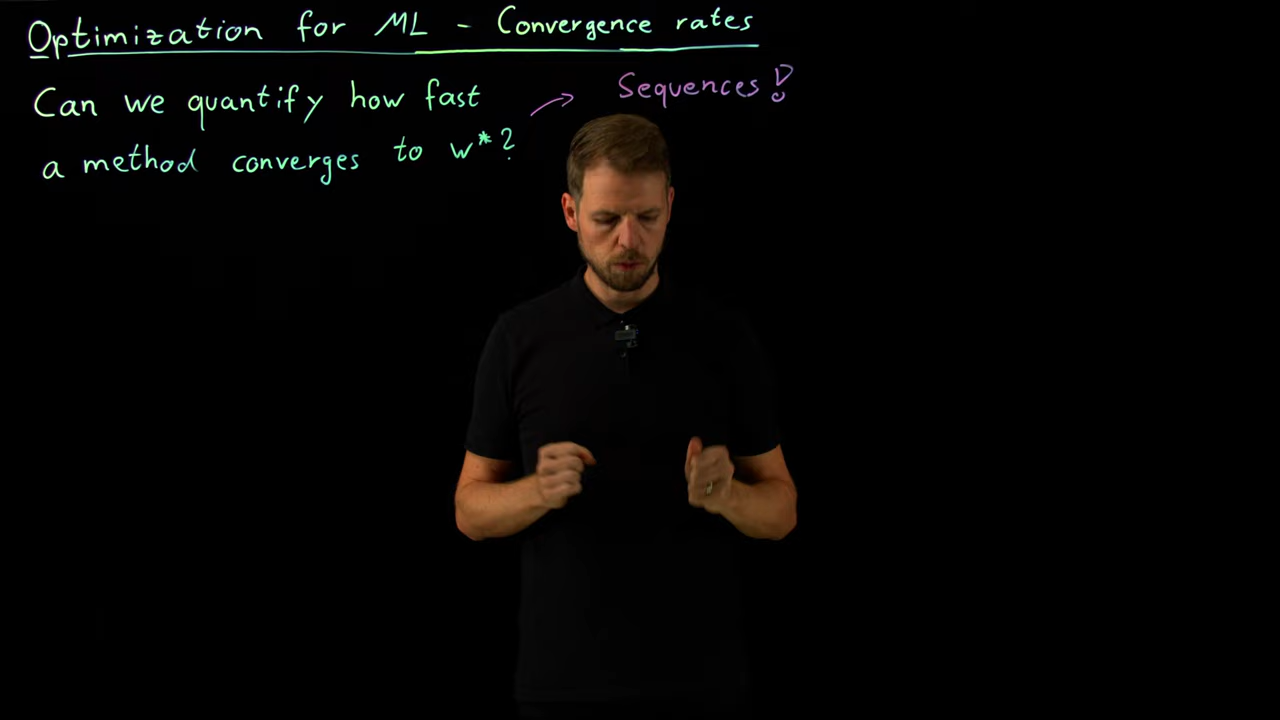 Optimization for ML - Convergence rates
Can we quantify how fast
a method converges to w*?
Sequences!